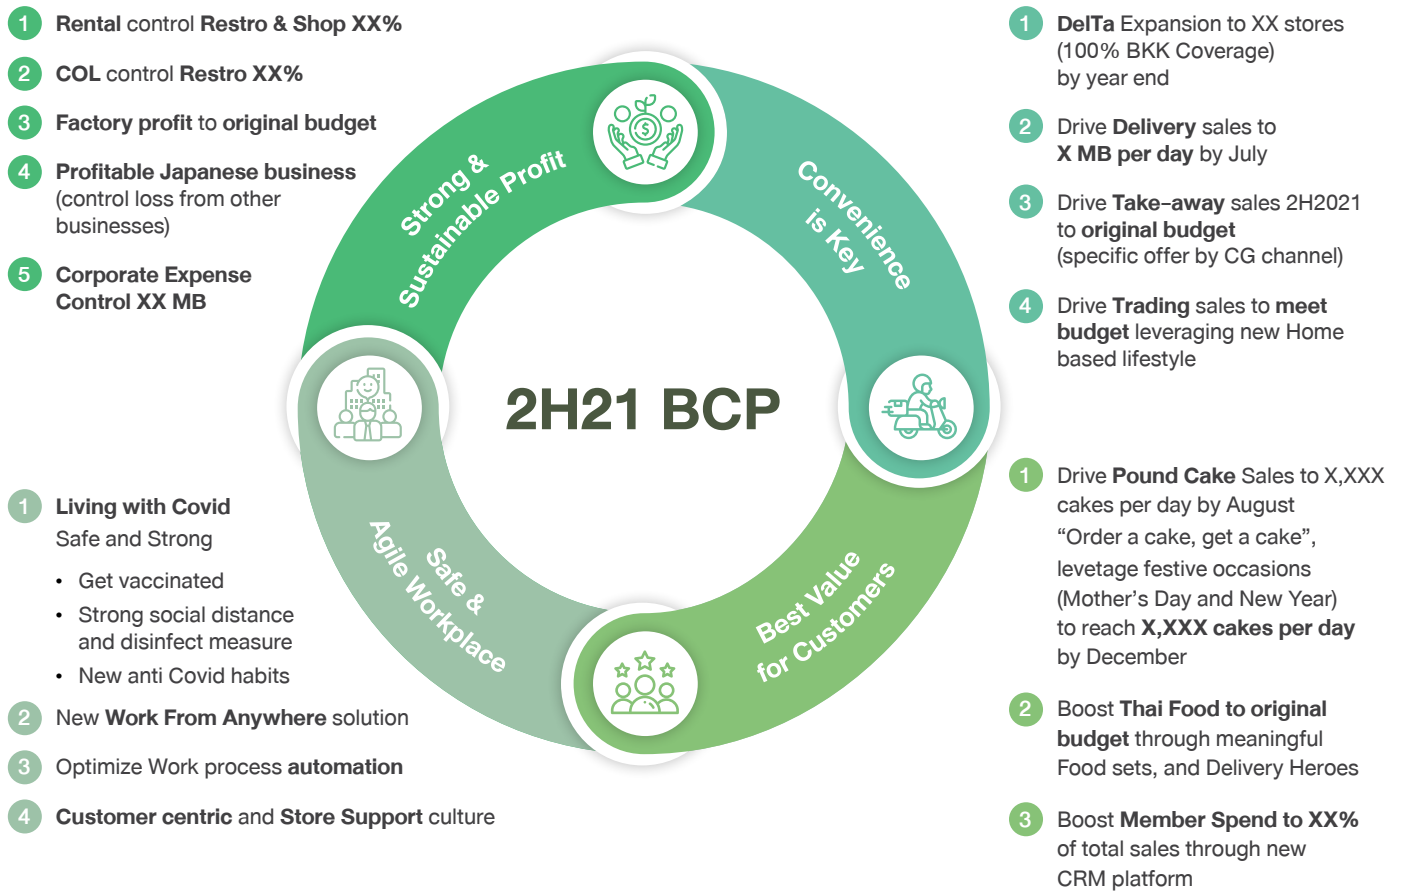 1 Rental control Restro & Shop XX%
2 COL control Restro XX%
3 Factory profit to original budget
4 Profitable Japanese business
(control loss from other
businesses)
5 Corporate Expense
Control XX MB
Strong &
Sustainable Profit
Convenience
is Key
1 DelTa Expansion to XX stores
(100% BKK Coverage)
by year end
2 Drive Delivery sales to
X MB per day by July
3 Drive Take-away sales 2H2021
to original budget
(specific offer by CG channel)
4 Drive Trading sales to meet
budget leveraging new Home
based lifestyle
2H21 BCP
1 Living with Covid
Safe and Strong
• Get vaccinated
• Strong social distance
and disinfect measure
• New anti Covid habits
2 New Work From Anywhere solution
3 Optimize Work process automation
4 Customer centric and Store Support culture
Safe &
Agile Workplace
Best Value
for Customers
1 Drive Pound Cake Sales to X,XXX
cakes per day by August
“Order a cake, get a cake”,
levetage festive occasions
(Mother’s Day and New Year)
to reach X,XXX cakes per day
by December
2 Boost Thai Food to original
budget through meaningful
Food sets, and Delivery Heroes
3 Boost Member Spend to XX%
of total sales through new
CRM platform